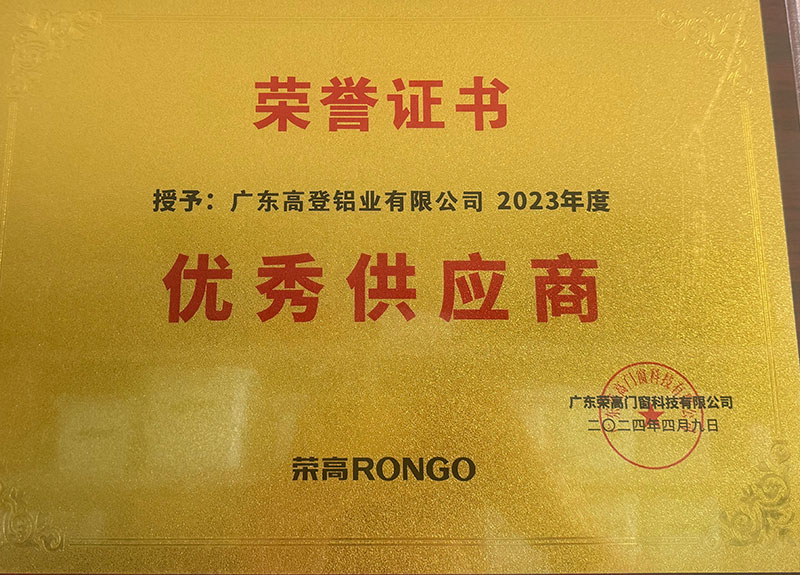 荣誉证书
授予：广东高登铝业有限公司 2023年度
优秀供应商
广东荣高门窗科技有限公司
二〇二四年四月九日
荣高RONGO